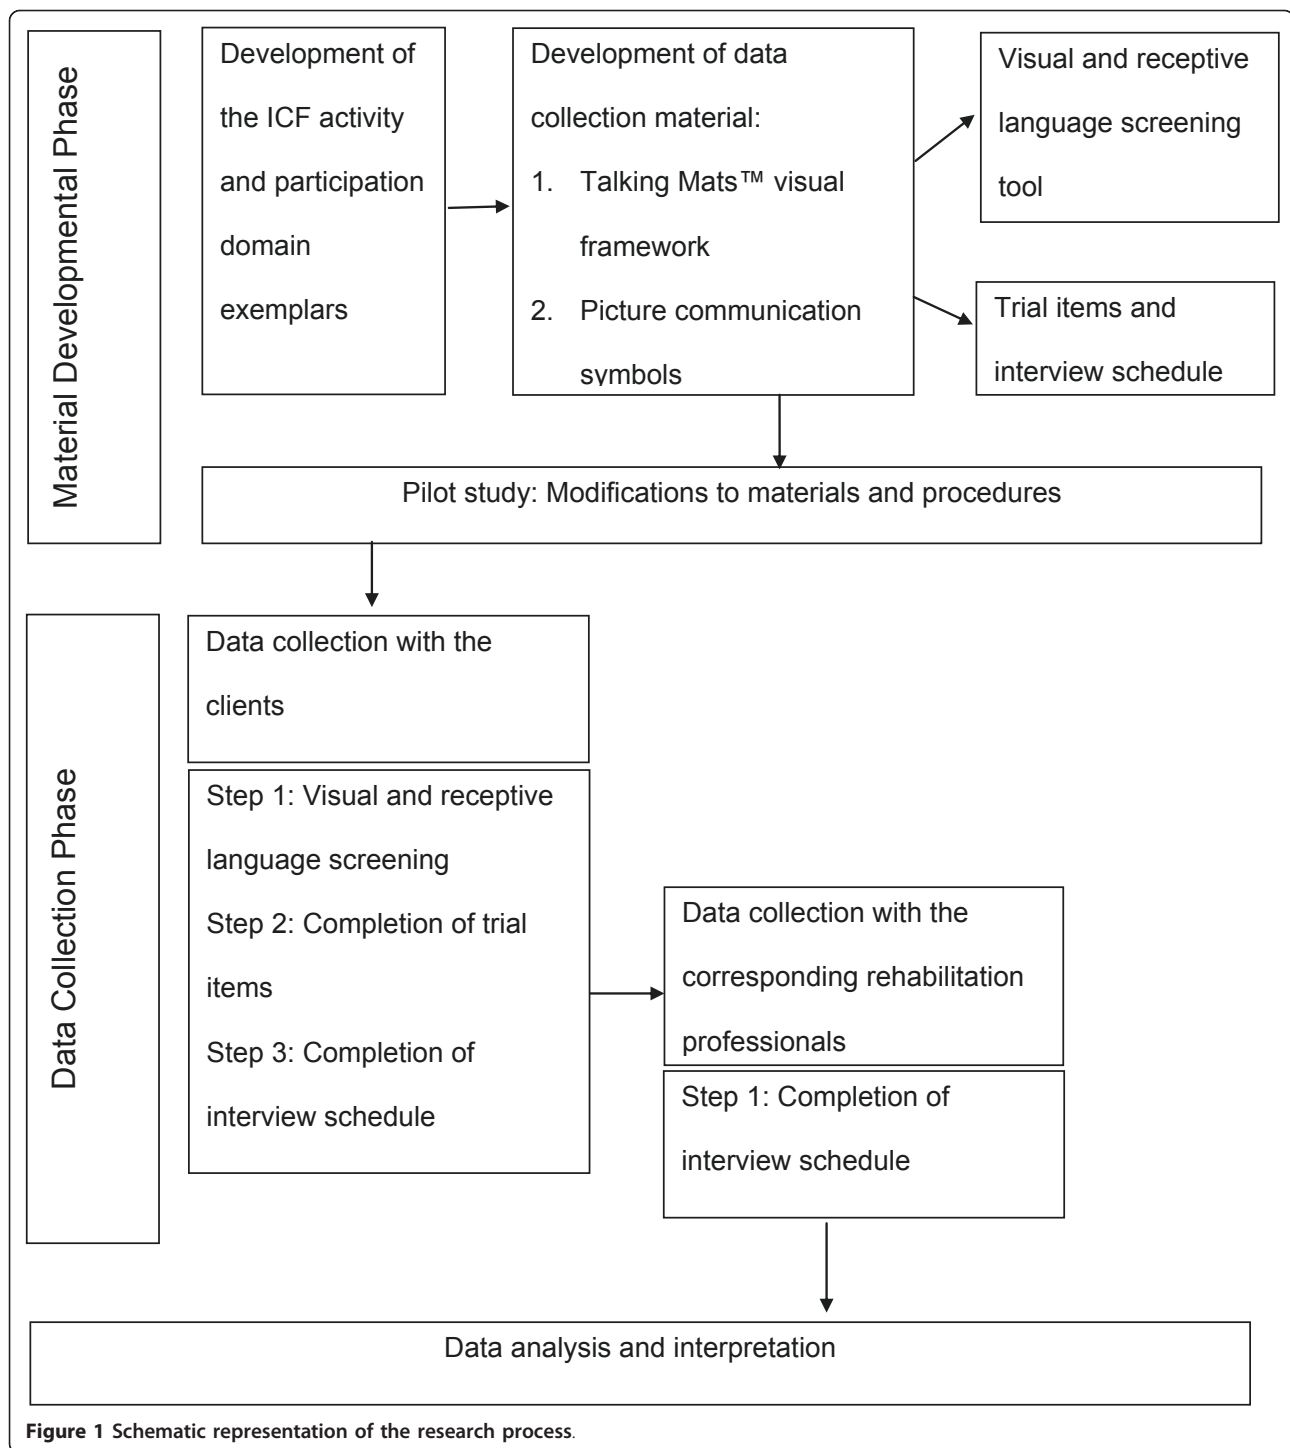 Material Developmental Phase
Development of
the ICF activity
and participation
domain
exemplars
Development of data
collection material:
1. Talking Mats™ visual
framework
2. Picture communication
symbols
Visual and receptive
language screening
tool
Trial items and
interview schedule
Pilot study: Modifications to materials and procedures
Data Collection Phase
Data collection with the
clients
Step 1: Visual and receptive
language screening
Step 2: Completion of trial
items
Step 3: Completion of
interview schedule
Data collection with the
corresponding rehabilitation
professionals
Step 1: Completion of
interview schedule
Data analysis and interpretation
Figure 1 Schematic representation of the research process.